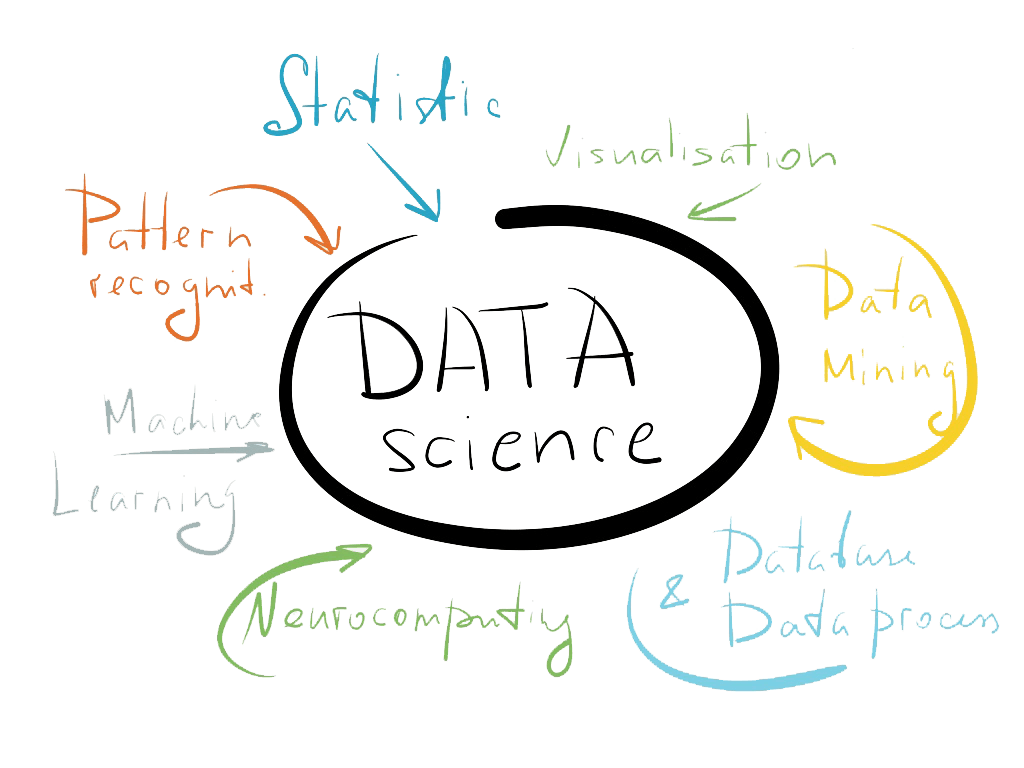 Statistic
Visualisation
Pattern
recognit.
Data
Mining
DATA
science
Machine
Learning
Neurocomputing
& Database
Data process